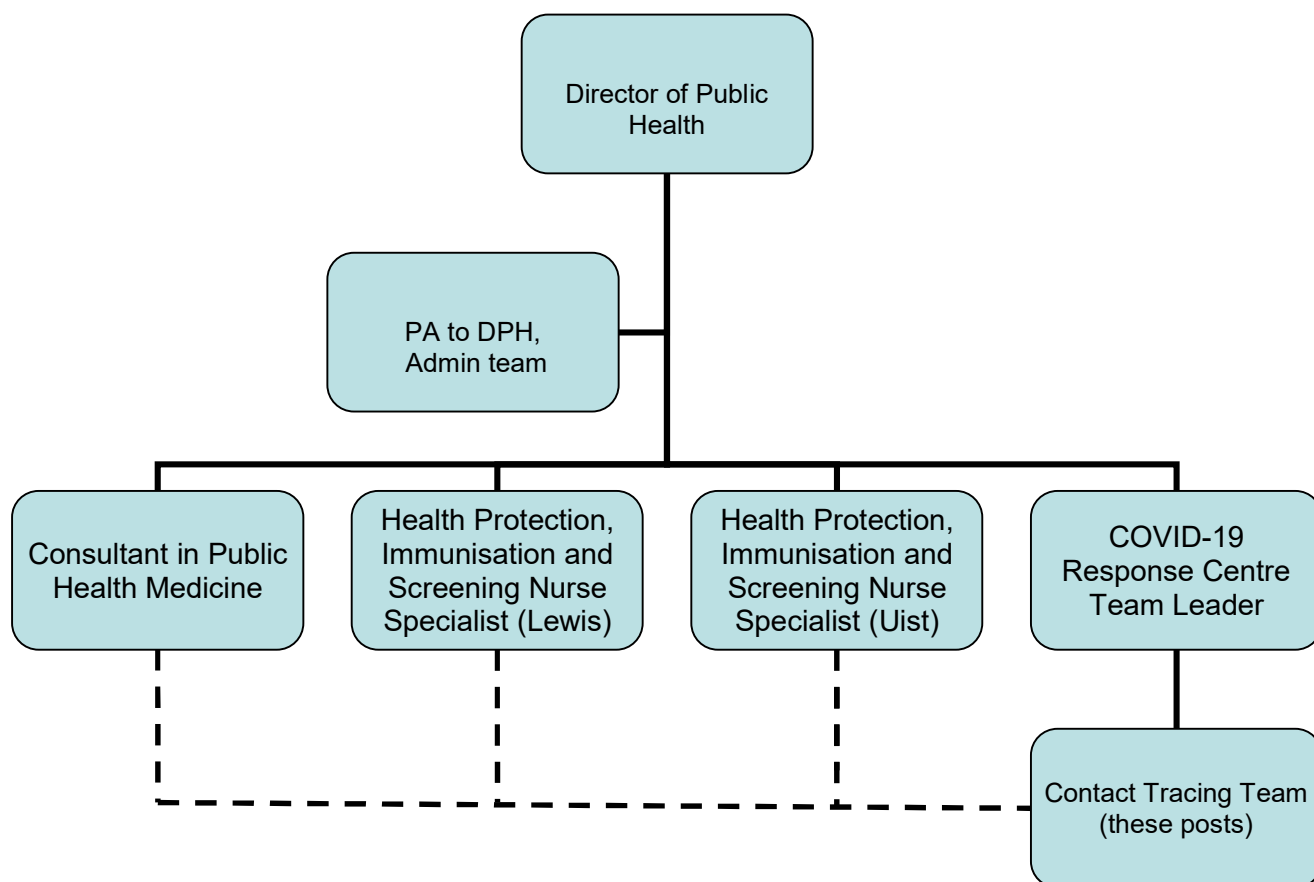 Director of Public
Health
PA to DPH,
Admin team
Consultant in Public
Health Medicine
Health Protection,
Immunisation and
Screening Nurse
Specialist (Lewis)
Health Protection,
Immunisation and
Screening Nurse
Specialist (Uist)
COVID-19
Response Centre
Team Leader
Contact Tracing Team
(these posts)